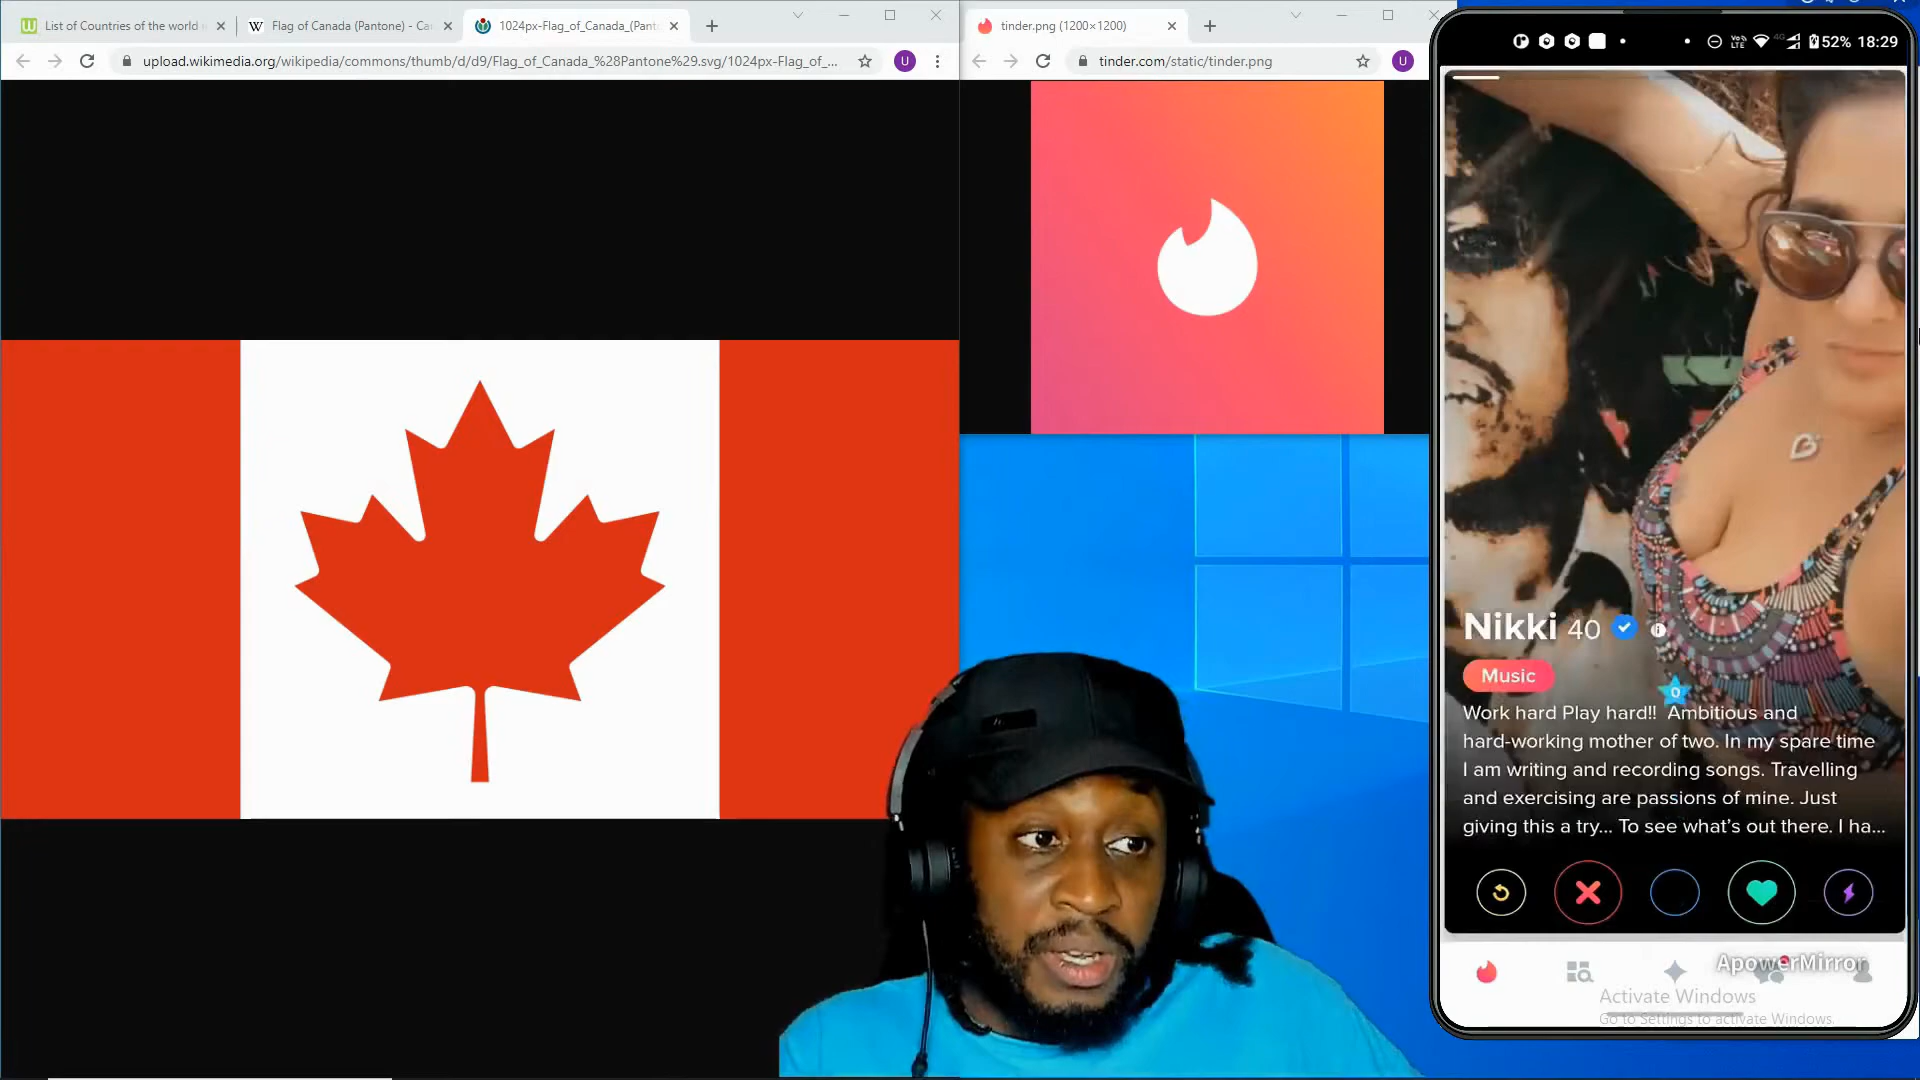 List of Countries of the world
Flag of Canada (Pantone) - Ca
1024px-Flag_of_Canada_(Pant
tinder.png (1200×1200)
upload.wikimedia.org/wikipedia/commons/thumb/d/d9/Flag_of_Canada_%28Pantone%29.svg/1024px-Flag_of_...
U
tinder.com/static/tinder.png
U
4G
52% 18:29
Nikki 40
Music
0
Work hard Play hard!! Ambitious and
hard-working mother of two. In my spare time
I am writing and recording songs. Travelling
and exercising are passions of mine. Just
giving this a try... To see what's out there. I ha...
ApowerMirror
Activate Windows
Go to Settings to activate Windows.